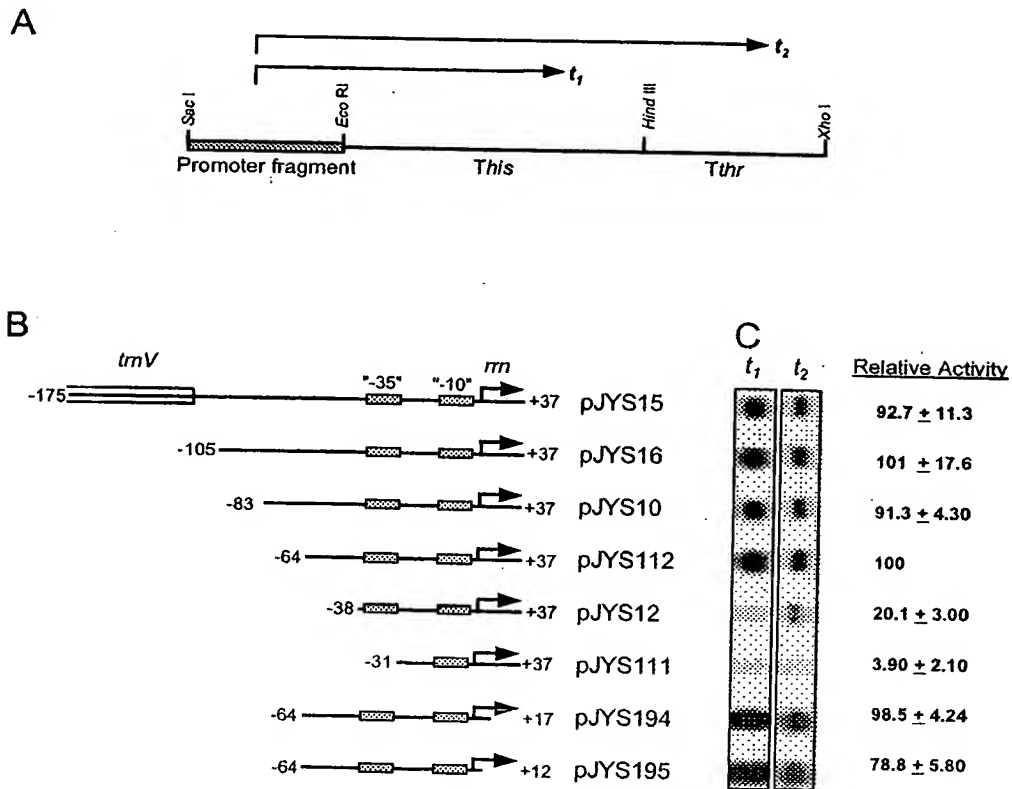 A
t2
t1
Sac I
Eco RI
Hind III
Xho I
Promoter fragment
This
Tthr
B
C
trnV
rrn
t1 t2
Relative Activity
"-35" "-10"
-175 +37 pJYS15 92.7 ± 11.3
-105 +37 pJYS16 101 ± 17.6
-83 +37 pJYS10 91.3 ± 4.30
-64 +37 pJYS112 100
-38 +37 pJYS12 20.1 ± 3.00
-31 +37 pJYS111 3.90 ± 2.10
-64 +17 pJYS194 98.5 ± 4.24
-64 +12 pJYS195 78.8 ± 5.80